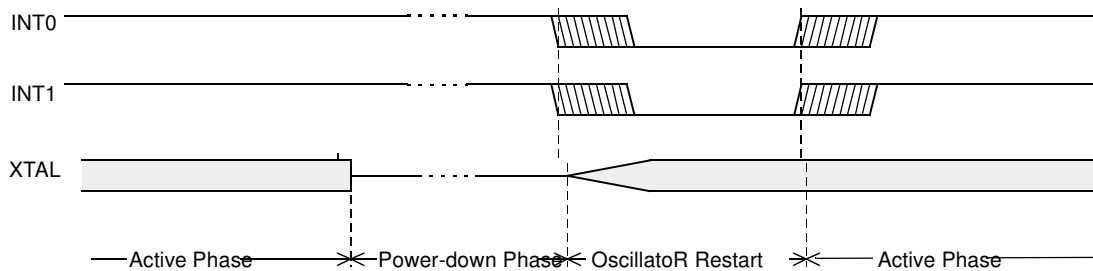 INT0
INT1
XTAL
Active Phase Power-down Phase OscillatoR Restart Active Phase